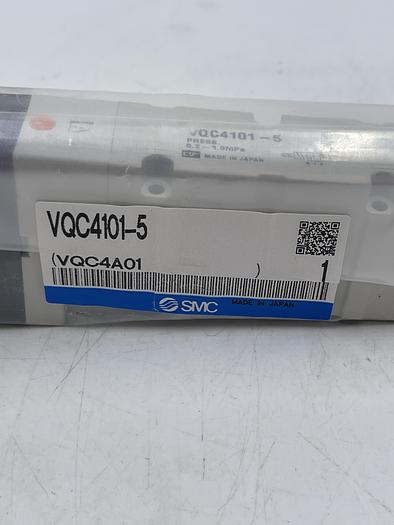 VQC4101-5
PRESS.
MADE IN JAPAN
VQC4101-5
(VQC4A01 )
1
SMC
MADE IN JAPAN